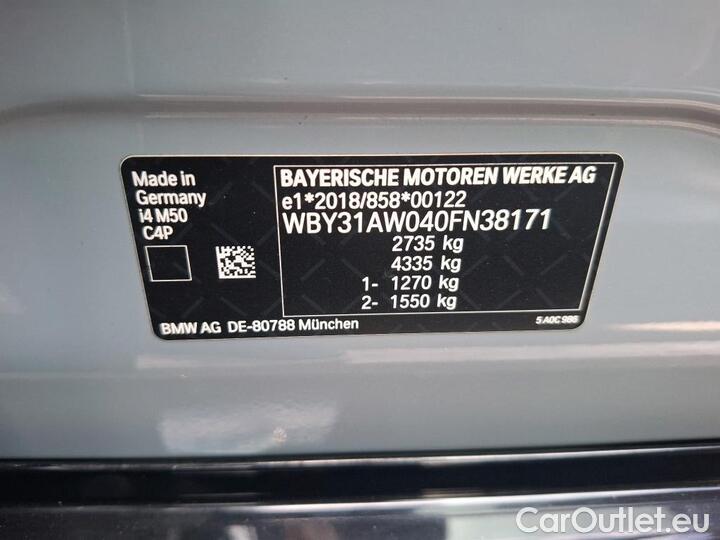 Made in
Germany
i4 M50
C4P
BAYERISCHE MOTOREN WERKE AG
e1*2018/858*00122
WBY31AW040FN38171
2735 kg
4335 kg
1- 1270 kg
2- 1550 kg
BMW AG DE-80788 München
5 A0C 986
CarOutlet.eu